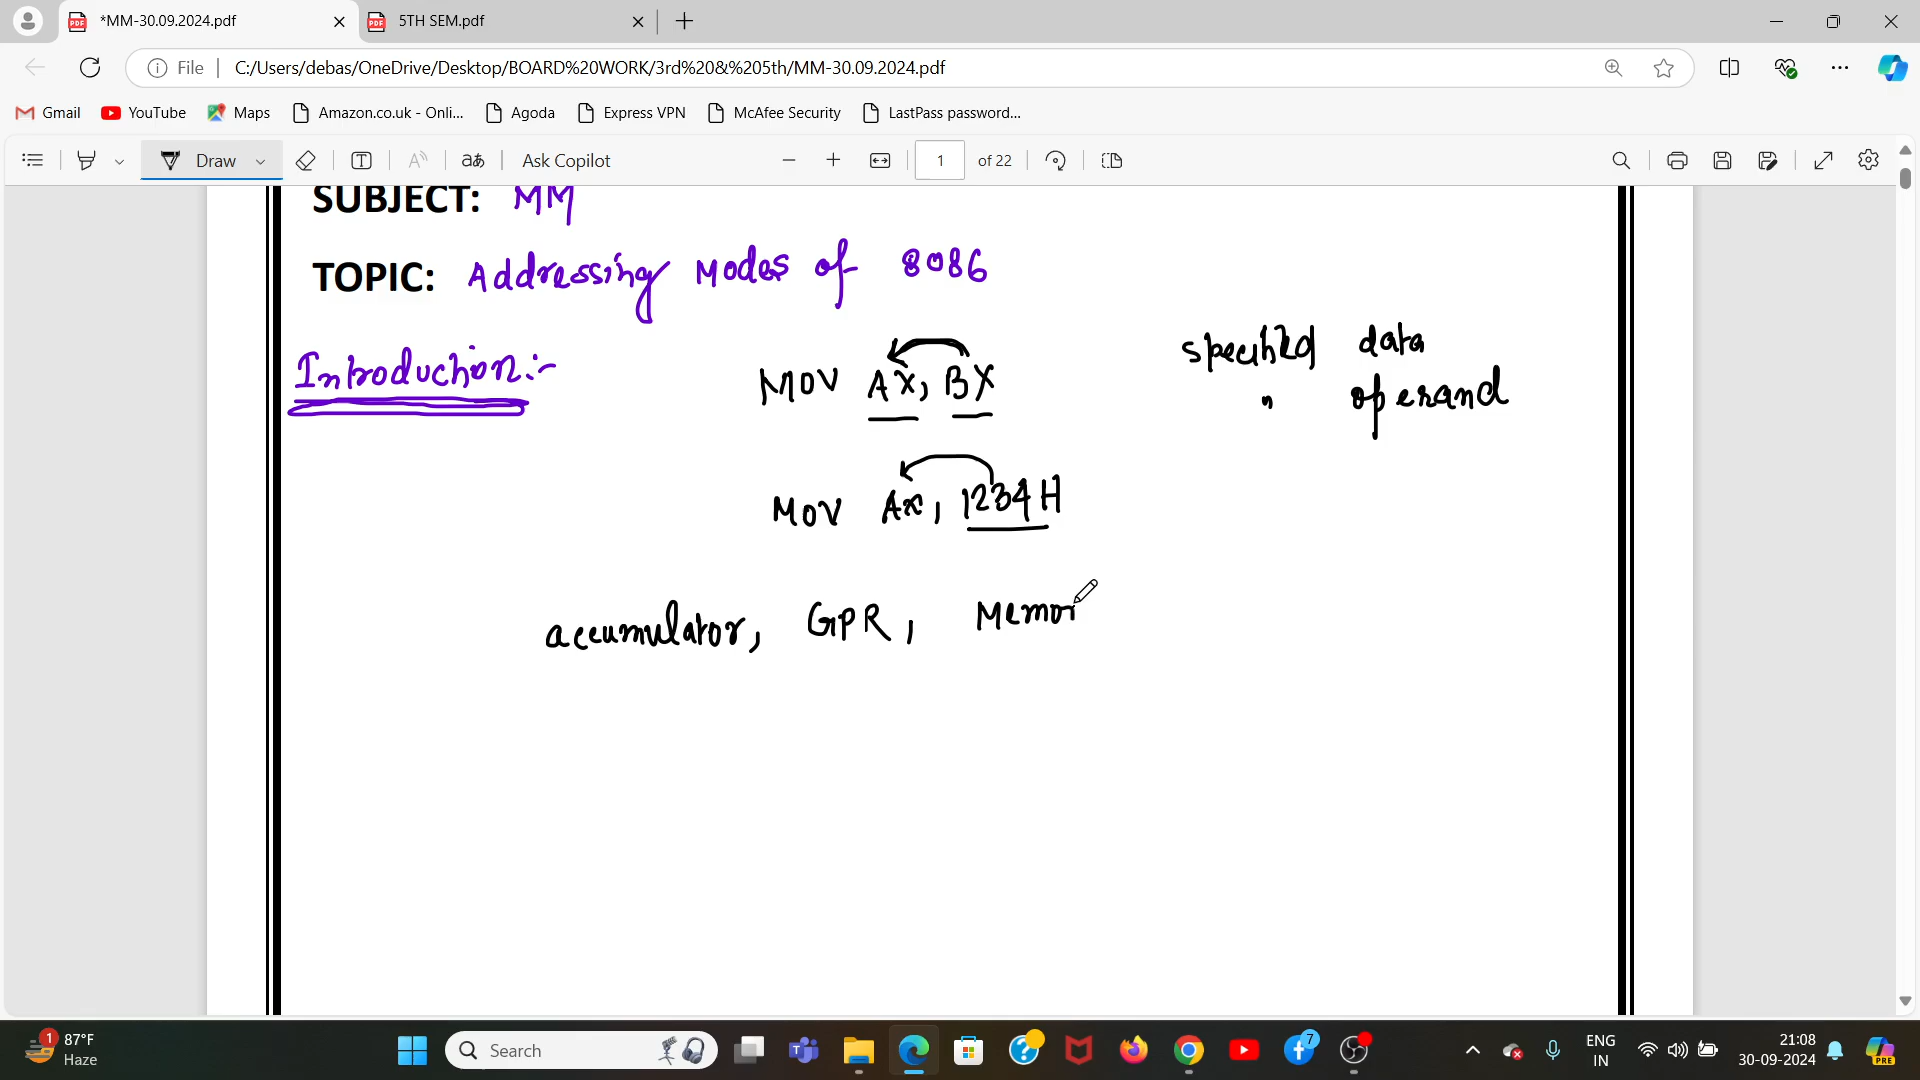 *MM-30.09.2024.pdf
5TH SEM.pdf
File
C:/Users/debas/OneDrive/Desktop/BOARD%20WORK/3rd%20&%205th/MM-30.09.2024.pdf
Gmail
YouTube
Maps
Amazon.co.uk - Onli...
Agoda
Express VPN
McAfee Security
LastPass password...
Draw
Ask Copilot
1
of 22
SUBJECT: MM
TOPIC: Addressing Modes of 8086
Introduction:-
MOV AX, BX
specified data
" operand
MOV Ax, 1234H
accumulator, GPR, Memor
1
87°F
Haze
Search
7
ENG
IN
21:08
30-09-2024
PRE